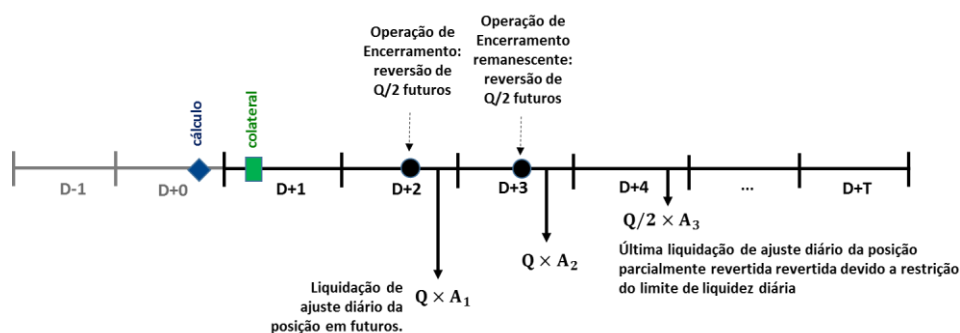 Operação de
Encerramento:
reversão de
Q/2 futuros
Operação de
Encerramento
remanescente:
reversão de
Q/2 futuros
cálculo
colateral
D-1
D+0
D+1
D+2
D+3
D+4
...
D+T
Liquidação de
ajuste diário da
posição em futuros.
Q × A₁
Q × A₂
Q/2 × A₃
Última liquidação de ajuste diário da posição
parcialmente revertida revertida devido a restrição
do limite de liquidez diária